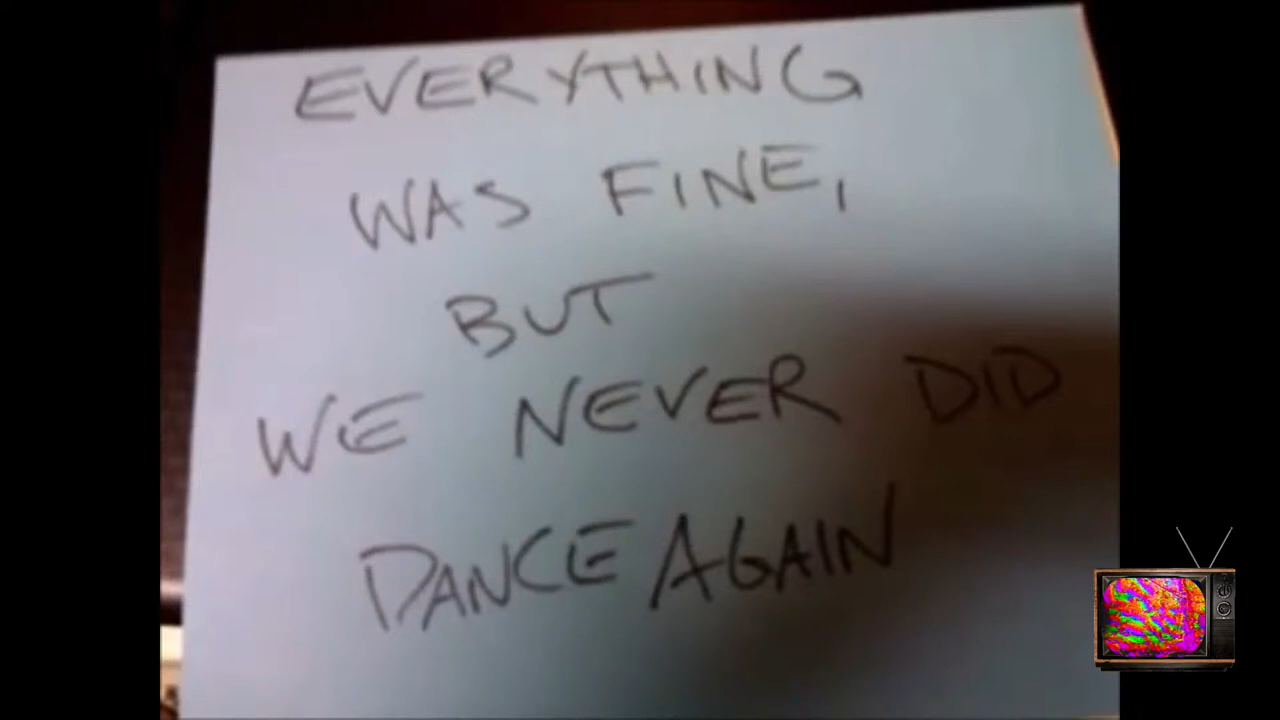 EVERYTHING
WAS FINE,
BUT
WE NEVER DID
DANCE AGAIN